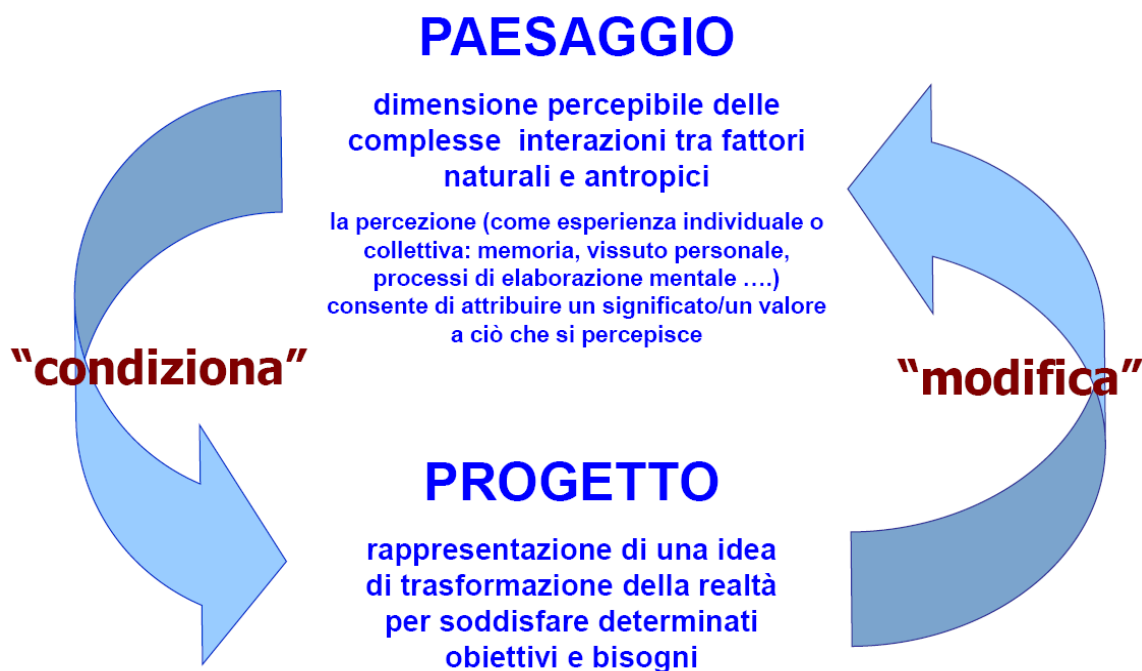 PAESAGGIO
dimensione percepibile delle
complesse interazioni tra fattori
naturali e antropici
la percezione (come esperienza individuale o
collettiva: memoria, vissuto personale,
processi di elaborazione mentale ….)
consente di attribuire un significato/un valore
a ciò che si percepisce
“condiziona”
“modifica”
PROGETTO
rappresentazione di una idea
di trasformazione della realtà
per soddisfare determinati
obiettivi e bisogni